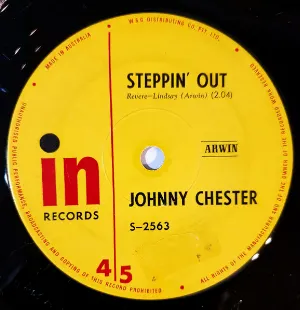 MADE IN AUSTRALIA • W&G DISTRIBUTING CO. PTY. LTD.
STEPPIN' OUT
Revere—Lindsay (Arwin) (2.04)
ARWIN
in
RECORDS
JOHNNY CHESTER
S-2563
45
ALL RIGHTS OF THE MANUFACTURER AND OF THE OWNER OF THE RECORDED WORK RESERVED
UNAUTHORISED PUBLIC PERFORMANCE, BROADCASTING AND COPYING OF THIS RECORD PROHIBITED